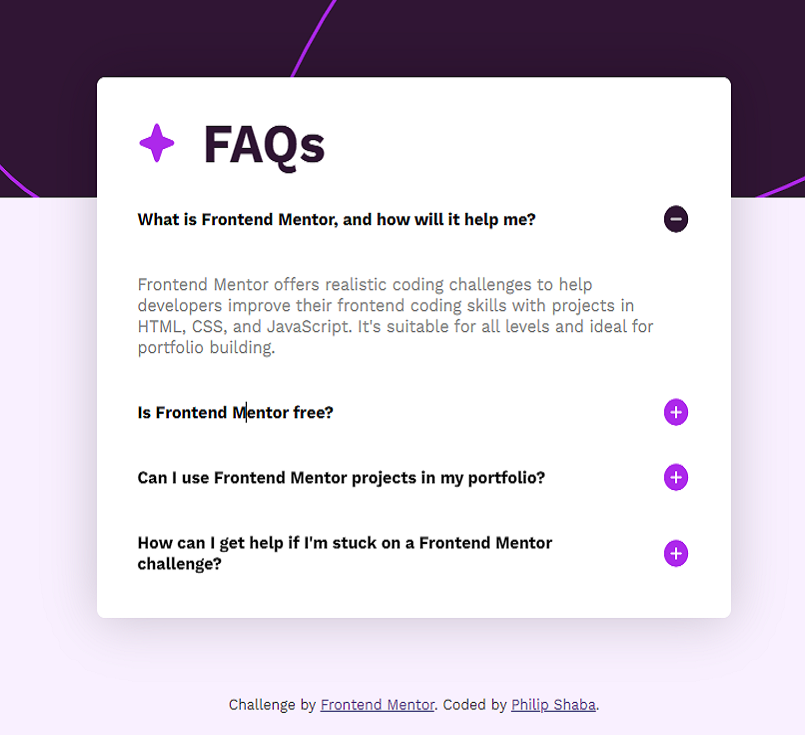 FAQs
What is Frontend Mentor, and how will it help me?
Frontend Mentor offers realistic coding challenges to help
developers improve their frontend coding skills with projects in
HTML, CSS, and JavaScript. It's suitable for all levels and ideal for
portfolio building.
Is Frontend Mentor free?
Can I use Frontend Mentor projects in my portfolio?
How can I get help if I'm stuck on a Frontend Mentor
challenge?
Challenge by Frontend Mentor. Coded by Philip Shaba.